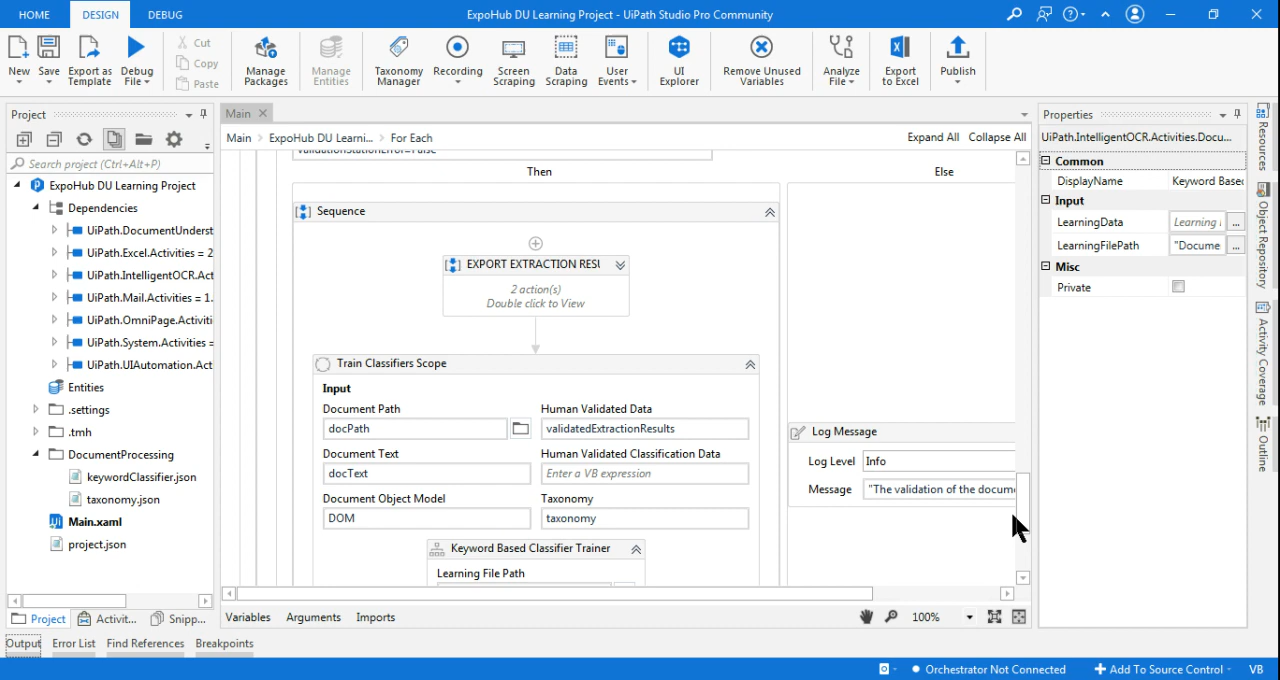 HOME DESIGN DEBUG ExpoHub DU Learning Project - UiPath Studio Pro Community
New Save Export as Template Debug File Cut Copy Paste Manage Packages Manage Entities Taxonomy Manager Recording Screen Scraping Data Scraping User Events UI Explorer Remove Unused Variables Analyze File Export to Excel Publish
Project
Search project (Ctrl+Alt+P)
ExpoHub DU Learning Project
Dependencies
UiPath.DocumentUnderst
UiPath.Excel.Activities = 2
UiPath.IntelligentOCR.Act
UiPath.Mail.Activities = 1.
UiPath.OmniPage.Activiti
UiPath.System.Activities =
UiPath.UIAutomation.Act
Entities
.settings
.tmh
DocumentProcessing
keywordClassifier.json
taxonomy.json
Main.xaml
project.json
Project Activit... Snipp...
Main
Main > ExpoHub DU Learni... > For Each Expand All Collapse All
Then Else
Sequence
EXPORT EXTRACTION RESU
2 action(s)
Double click to View
Train Classifiers Scope
Input
Document Path Human Validated Data
docPath validatedExtractionResults
Document Text Human Validated Classification Data
docText Enter a VB expression
Document Object Model Taxonomy
DOM taxonomy
Keyword Based Classifier Trainer
Learning File Path
Log Message
Log Level Info
Message "The validation of the docum
Variables Arguments Imports 100%
Properties
UiPath.IntelligentOCR.Activities.Docu...
Common
DisplayName Keyword Based
Input
LearningData Learning ...
LearningFilePath "Docume ...
Misc
Private
Resources
Object Repository
Activity Coverage
Outline
Output Error List Find References Breakpoints
Orchestrator Not Connected Add To Source Control VB